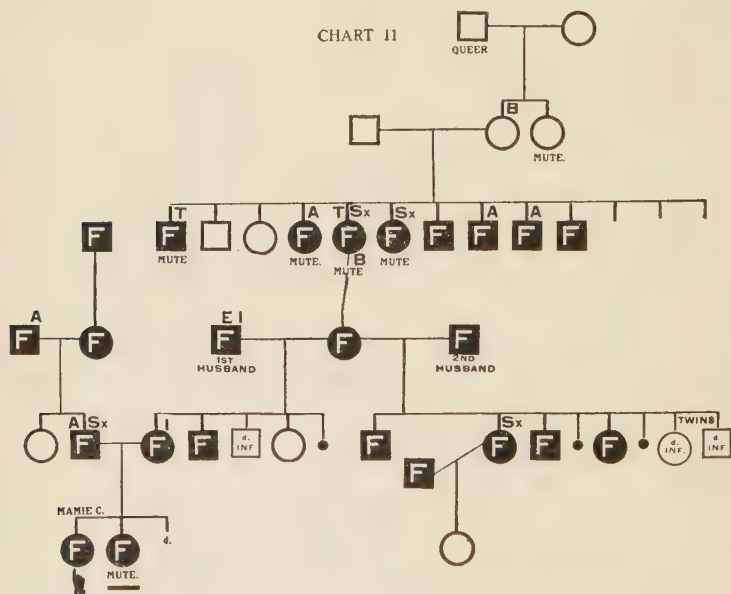 CHART 11
QUEER
B
MUTE.
T A T Sx Sx A A
F F F F F F F F
MUTE MUTE. MUTE B MUTE
F
A E I
F F F F F
1ST HUSBAND 2ND HUSBAND
A Sx I Sx TWINS
F F F d. INF. F F F F d. INF. d INF
F
MAMIE C. d.
F F
MUTE.